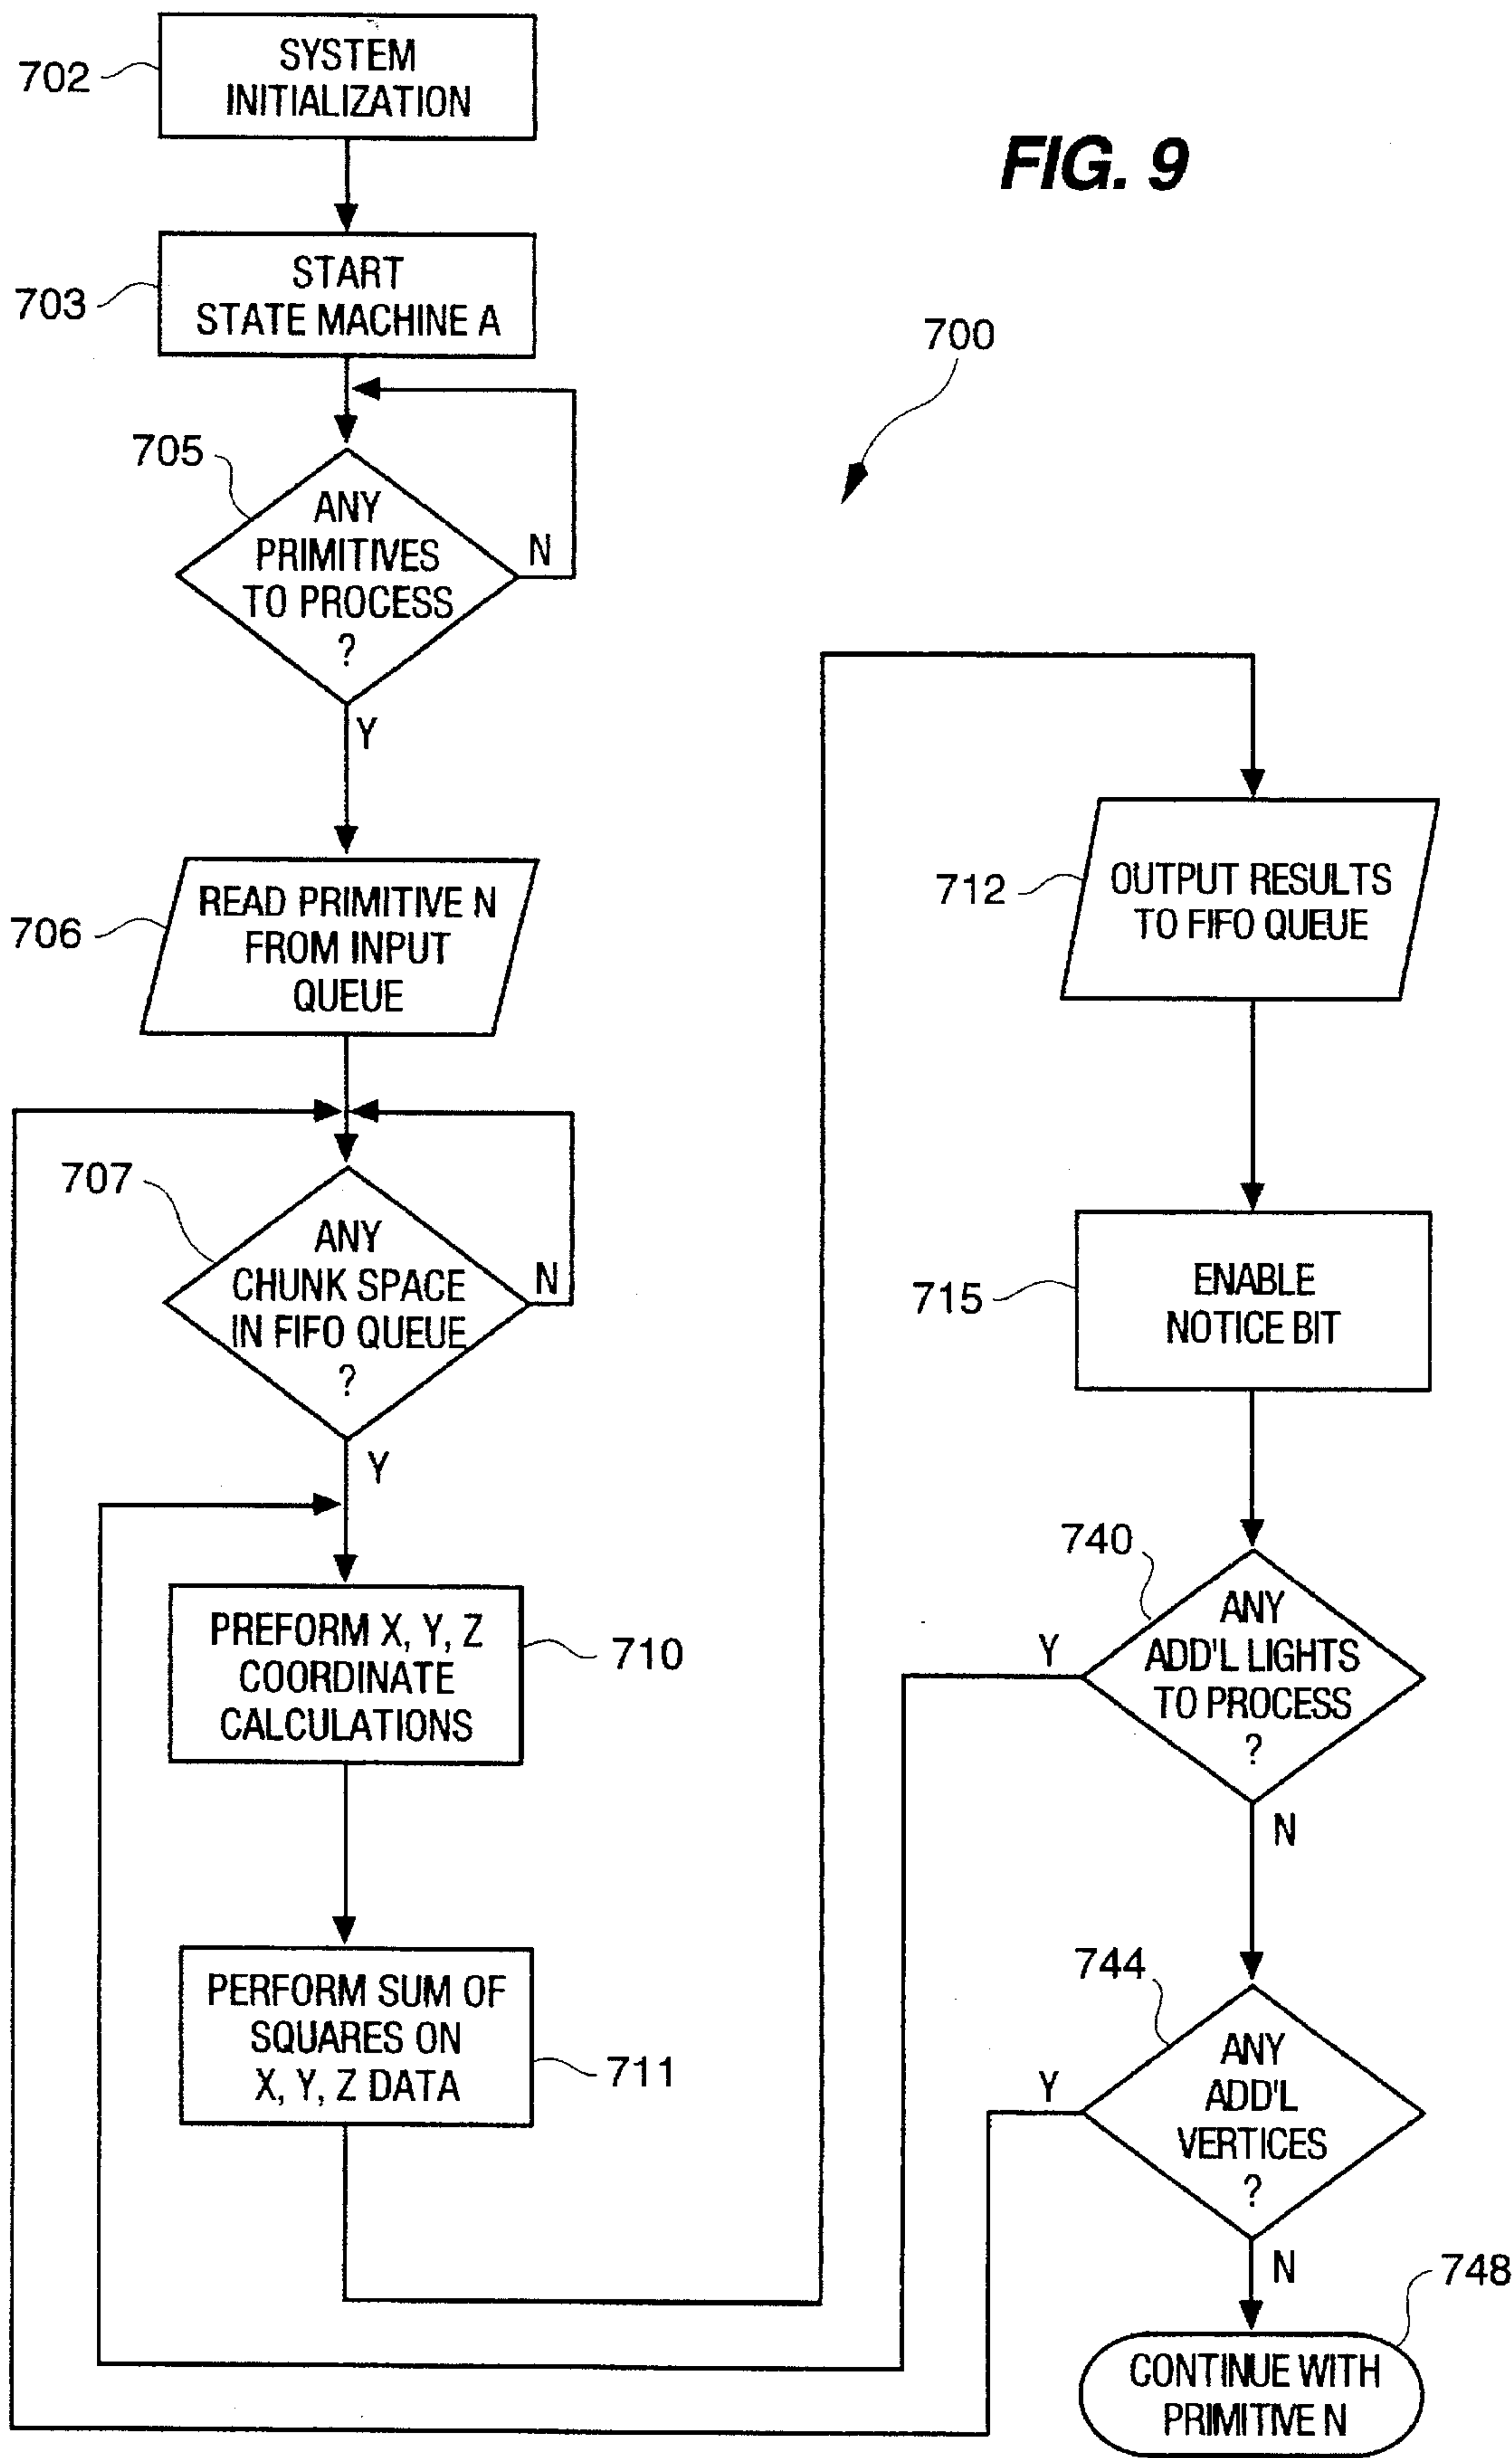 702
SYSTEM
INITIALIZATION
FIG. 9
703
START
STATE MACHINE A
700
705
ANY
PRIMITIVES
TO PROCESS
?
N
Y
706
READ PRIMITIVE N
FROM INPUT
QUEUE
707
ANY
CHUNK SPACE
IN FIFO QUEUE
?
N
Y
PREFORM X, Y, Z
COORDINATE
CALCULATIONS
710
PERFORM SUM OF
SQUARES ON
X, Y, Z DATA
711
712
OUTPUT RESULTS
TO FIFO QUEUE
715
ENABLE
NOTICE BIT
740
ANY
ADD'L LIGHTS
TO PROCESS
?
Y
N
744
ANY
ADD'L
VERTICES
?
Y
N
748
CONTINUE WITH
PRIMITIVE N